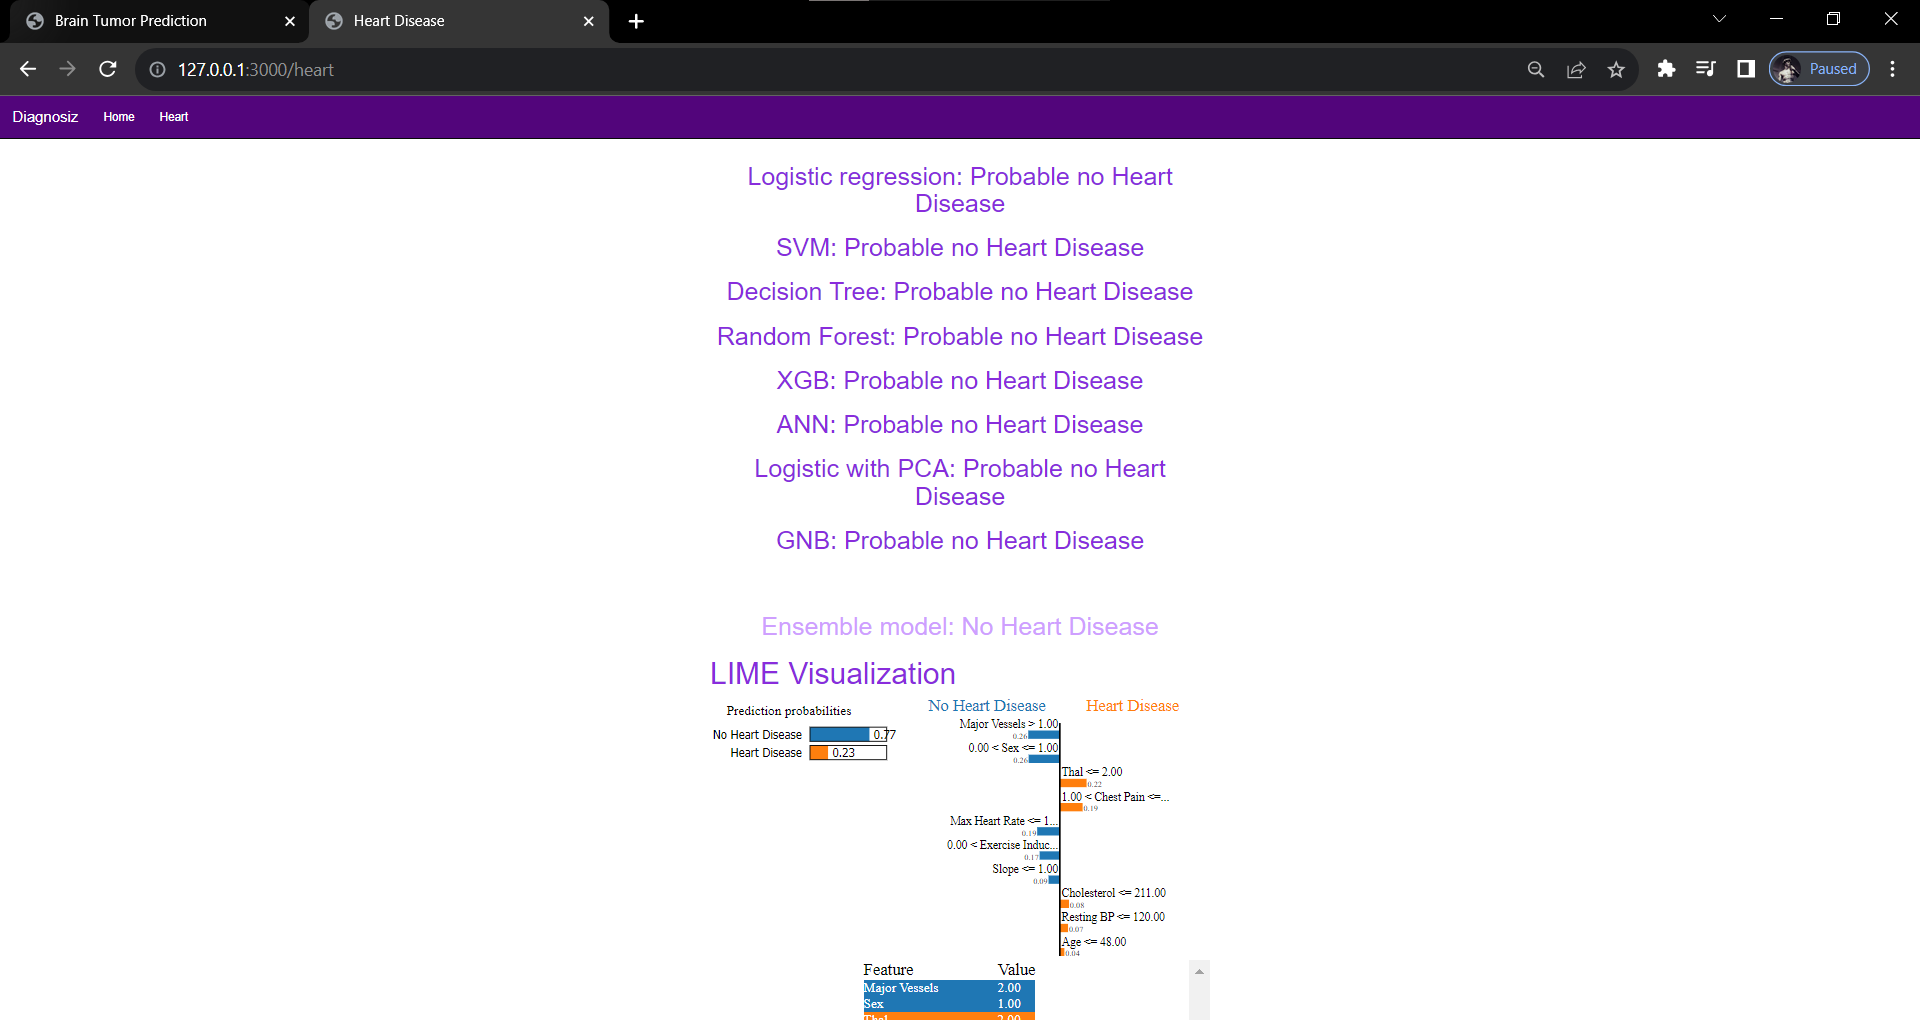 Brain Tumor Prediction
Heart Disease
127.0.0.1:3000/heart
Paused
Diagnosiz Home Heart
Logistic regression: Probable no Heart
Disease
SVM: Probable no Heart Disease
Decision Tree: Probable no Heart Disease
Random Forest: Probable no Heart Disease
XGB: Probable no Heart Disease
ANN: Probable no Heart Disease
Logistic with PCA: Probable no Heart
Disease
GNB: Probable no Heart Disease
Ensemble model: No Heart Disease
LIME Visualization
Prediction probabilities
No Heart Disease 0.77
Heart Disease 0.23
No Heart Disease Heart Disease
Major Vessels > 1.00
0.26
0.00 < Sex <= 1.00
0.26
Thal <= 2.00
0.22
1.00 < Chest Pain <=...
0.19
Max Heart Rate <= 1...
0.19
0.00 < Exercise Induc...
0.17
Slope <= 1.00
0.09
Cholesterol <= 211.00
0.08
Resting BP <= 120.00
0.07
Age <= 48.00
0.04
Feature Value
Major Vessels 2.00
Sex 1.00
Thal 2.00